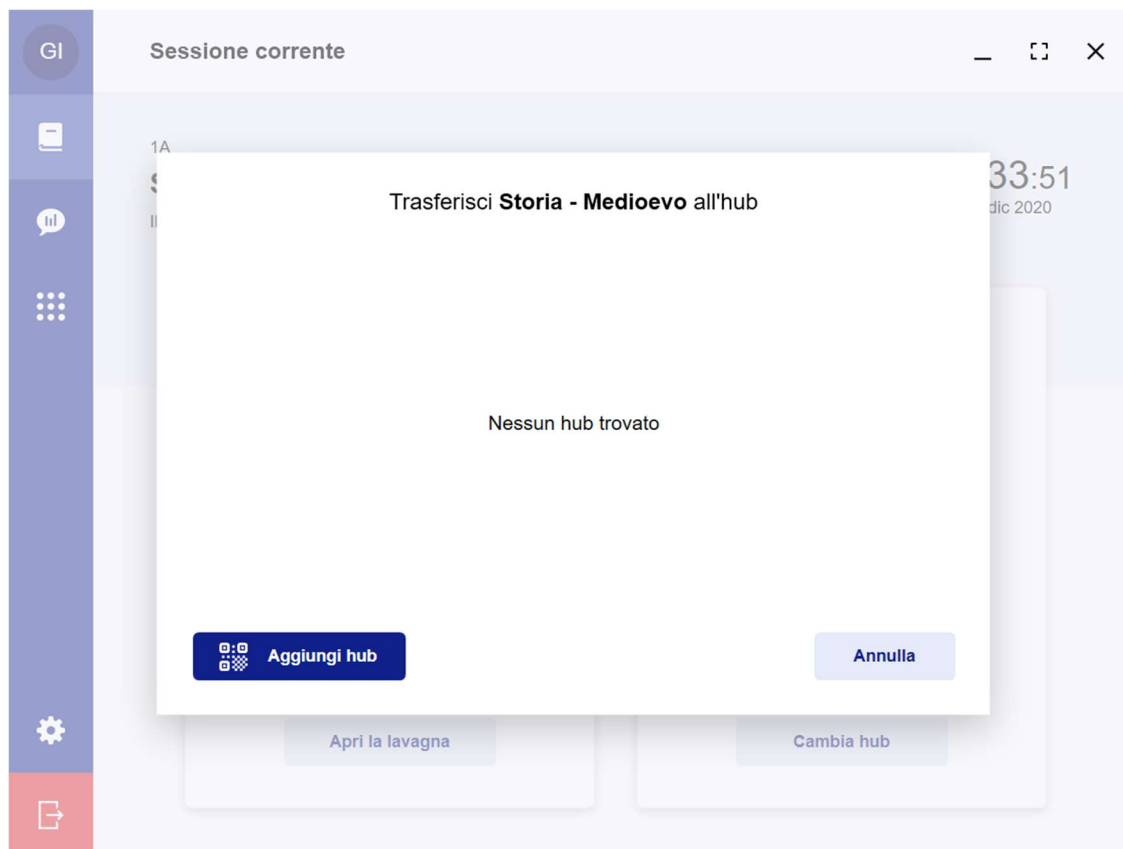 GI
Sessione corrente
1A
33:51
dic 2020
Trasferisci Storia - Medioevo all'hub
Nessun hub trovato
Aggiungi hub
Annulla
Apri la lavagna
Cambia hub